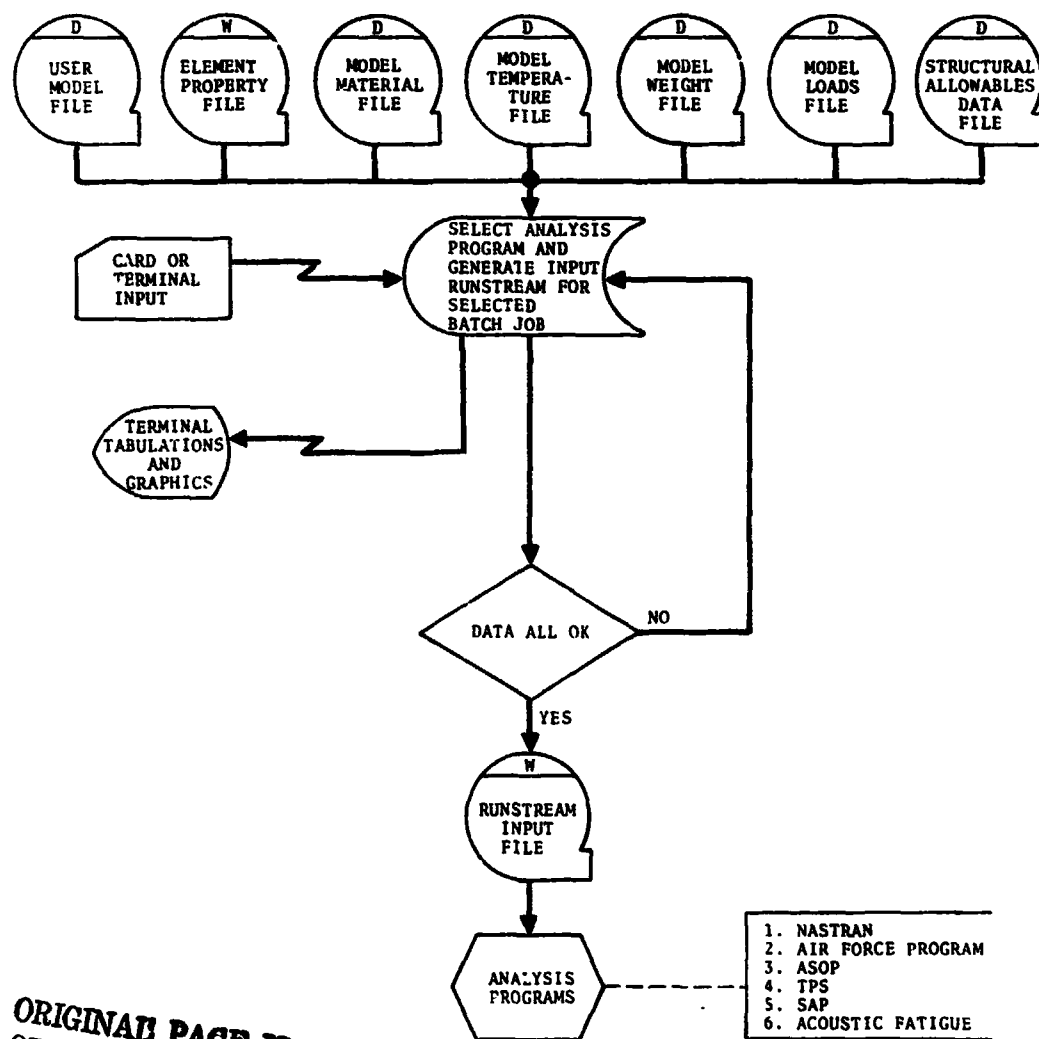 D
USER
MODEL
FILE
W
ELEMENT
PROPERTY
FILE
D
MODEL
MATERIAL
FILE
D
MODEL
TEMPERA-
TURE
FILE
D
MODEL
WEIGHT
FILE
D
MODEL
LOADS
FILE
D
STRUCTURAL
ALLOWABLES
DATA
FILE
SELECT ANALYSIS
PROGRAM AND
GENERATE INPUT
RUNSTREAM FOR
SELECTED
BATCH JOB
CARD OR
TERMINAL
INPUT
TERMINAL
TABULATIONS
AND
GRAPHICS
DATA ALL OK
NO
YES
W
RUNSTREAM
INPUT
FILE
ANALYSIS
PROGRAMS
1. NASTRAN
2. AIR FORCE PROGRAM
3. ASOP
4. TPS
5. SAP
6. ACOUSTIC FATIGUE
ORIGINAL PAGE